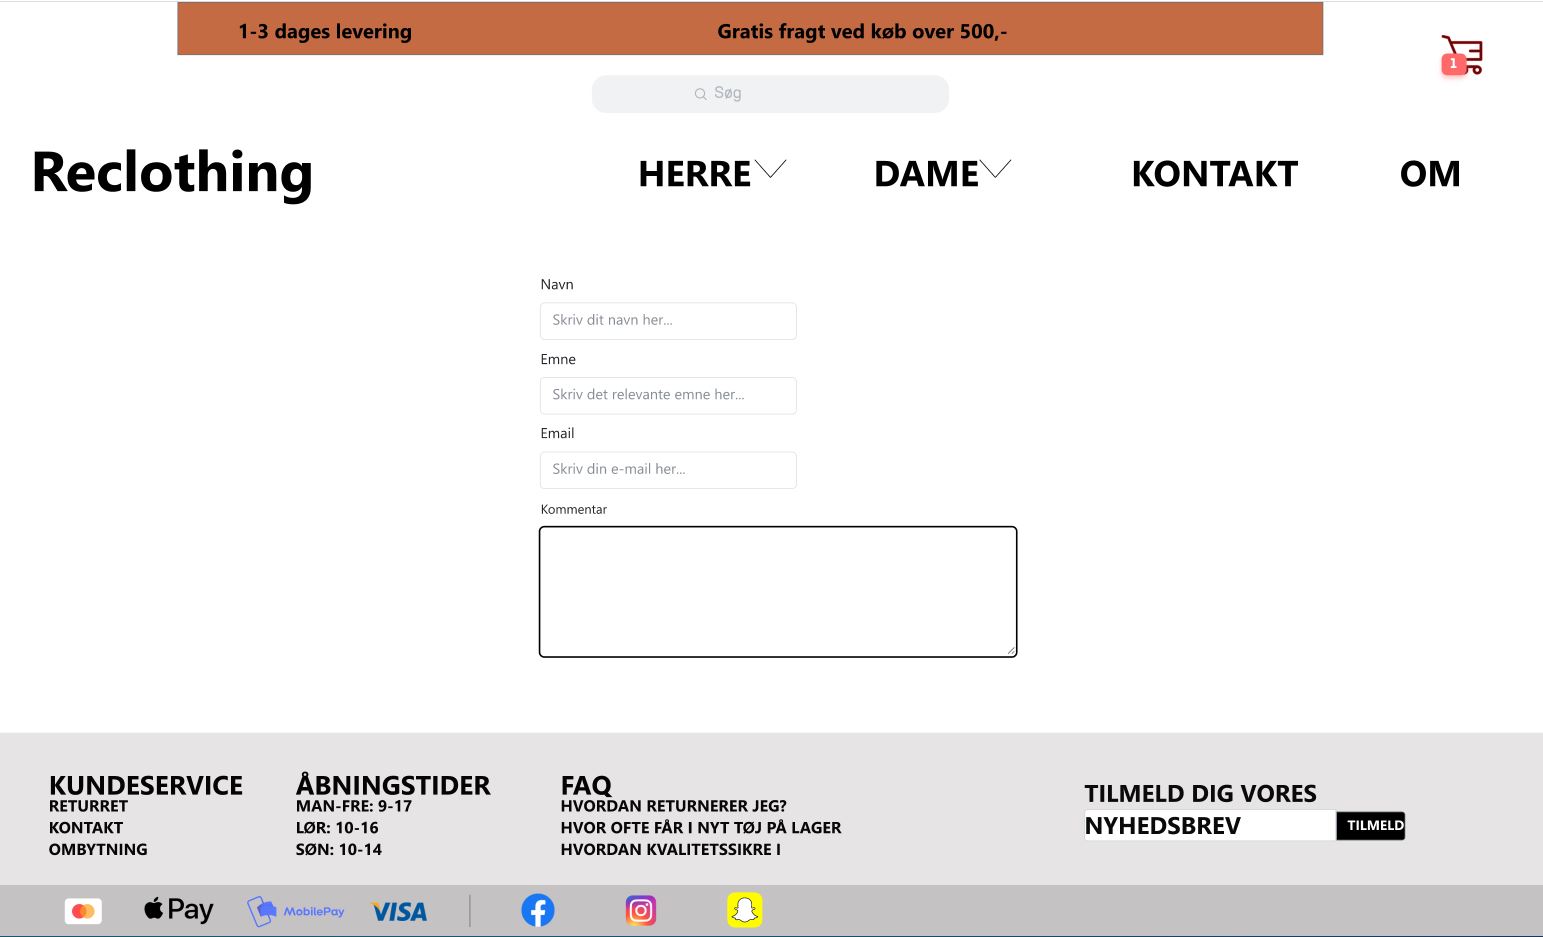 1-3 dages levering
Gratis fragt ved køb over 500,-
1
Søg
Reclothing
HERRE
DAME
KONTAKT
OM
Navn
Skriv dit navn her...
Emne
Skriv det relevante emne her...
Email
Skriv din e-mail her...
Kommentar
KUNDESERVICE
RETURRET
KONTAKT
OMBYTNING
ÅBNINGSTIDER
MAN-FRE: 9-17
LØR: 10-16
SØN: 10-14
FAQ
HVORDAN RETURNERER JEG?
HVOR OFTE FÅR I NYT TØJ PÅ LAGER
HVORDAN KVALITETSSIKRE I
TILMELD DIG VORES
NYHEDSBREV
TILMELD
Pay
MobilePay
VISA